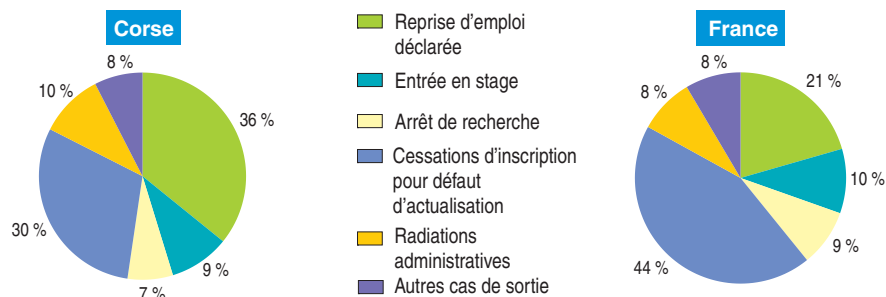 Corse
8 %
10 %
36 %
30 %
7 %
9 %
Reprise d'emploi
déclarée
Entrée en stage
Arrêt de recherche
Cessations d'inscription
pour défaut
d'actualisation
Radiations
administratives
Autres cas de sortie
France
8 %
21 %
8 %
10 %
9 %
44 %